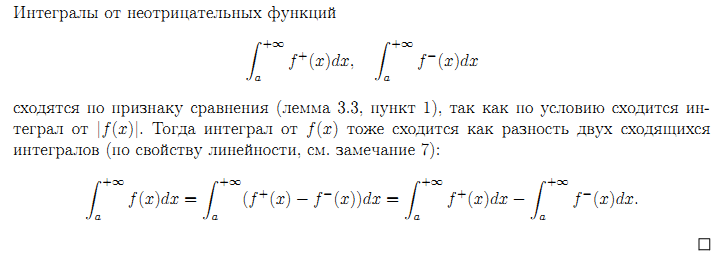 Интегралы от неотрицательных функций
∫_a^{+∞} f⁺(x)dx, ∫_a^{+∞} f⁻(x)dx
сходятся по признаку сравнения (лемма 3.3, пункт 1), так как по условию сходится ин-
теграл от |f(x)|. Тогда интеграл от f(x) тоже сходится как разность двух сходящихся
интегралов (по свойству линейности, см. замечание 7):
∫_a^{+∞} f(x)dx = ∫_a^{+∞} (f⁺(x) − f⁻(x))dx = ∫_a^{+∞} f⁺(x)dx − ∫_a^{+∞} f⁻(x)dx.
□